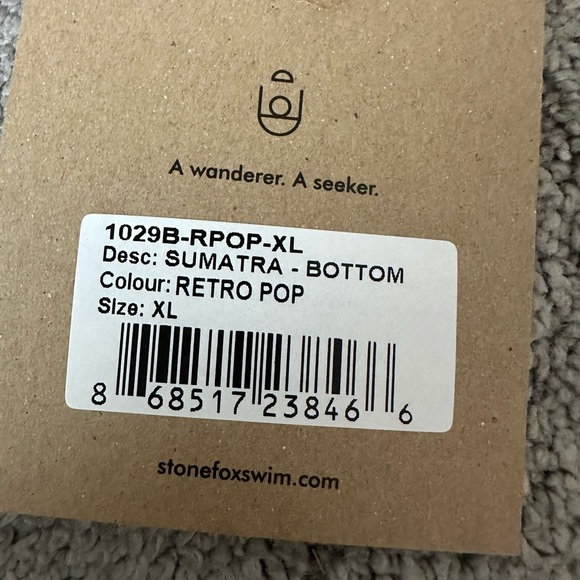 A wanderer. A seeker.
1029B-RPOP-XL
Desc: SUMATRA - BOTTOM
Colour: RETRO POP
Size: XL
8 68517 23846 6
stonefoxswim.com